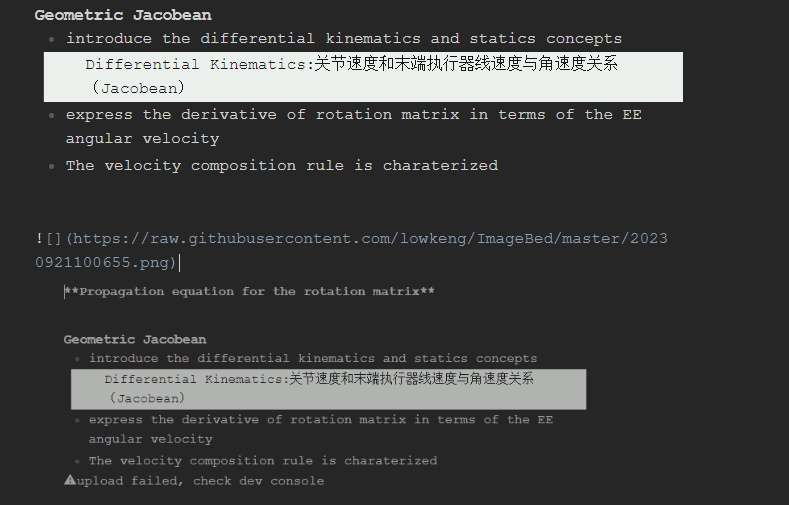 Geometric Jacobean
introduce the differential kinematics and statics concepts
Differential Kinematics:关节速度和末端执行器线速度与角速度关系
（Jacobean）
express the derivative of rotation matrix in terms of the EE
angular velocity
The velocity composition rule is charaterized
![](https://raw.githubusercontent.com/lowkeng/ImageBed/master/2023
0921100655.png)
**Propagation equation for the rotation matrix**
Geometric Jacobean
introduce the differential kinematics and statics concepts
Differential Kinematics:关节速度和末端执行器线速度与角速度关系
（Jacobean）
express the derivative of rotation matrix in terms of the EE
angular velocity
The velocity composition rule is charaterized
⚠upload failed, check dev console